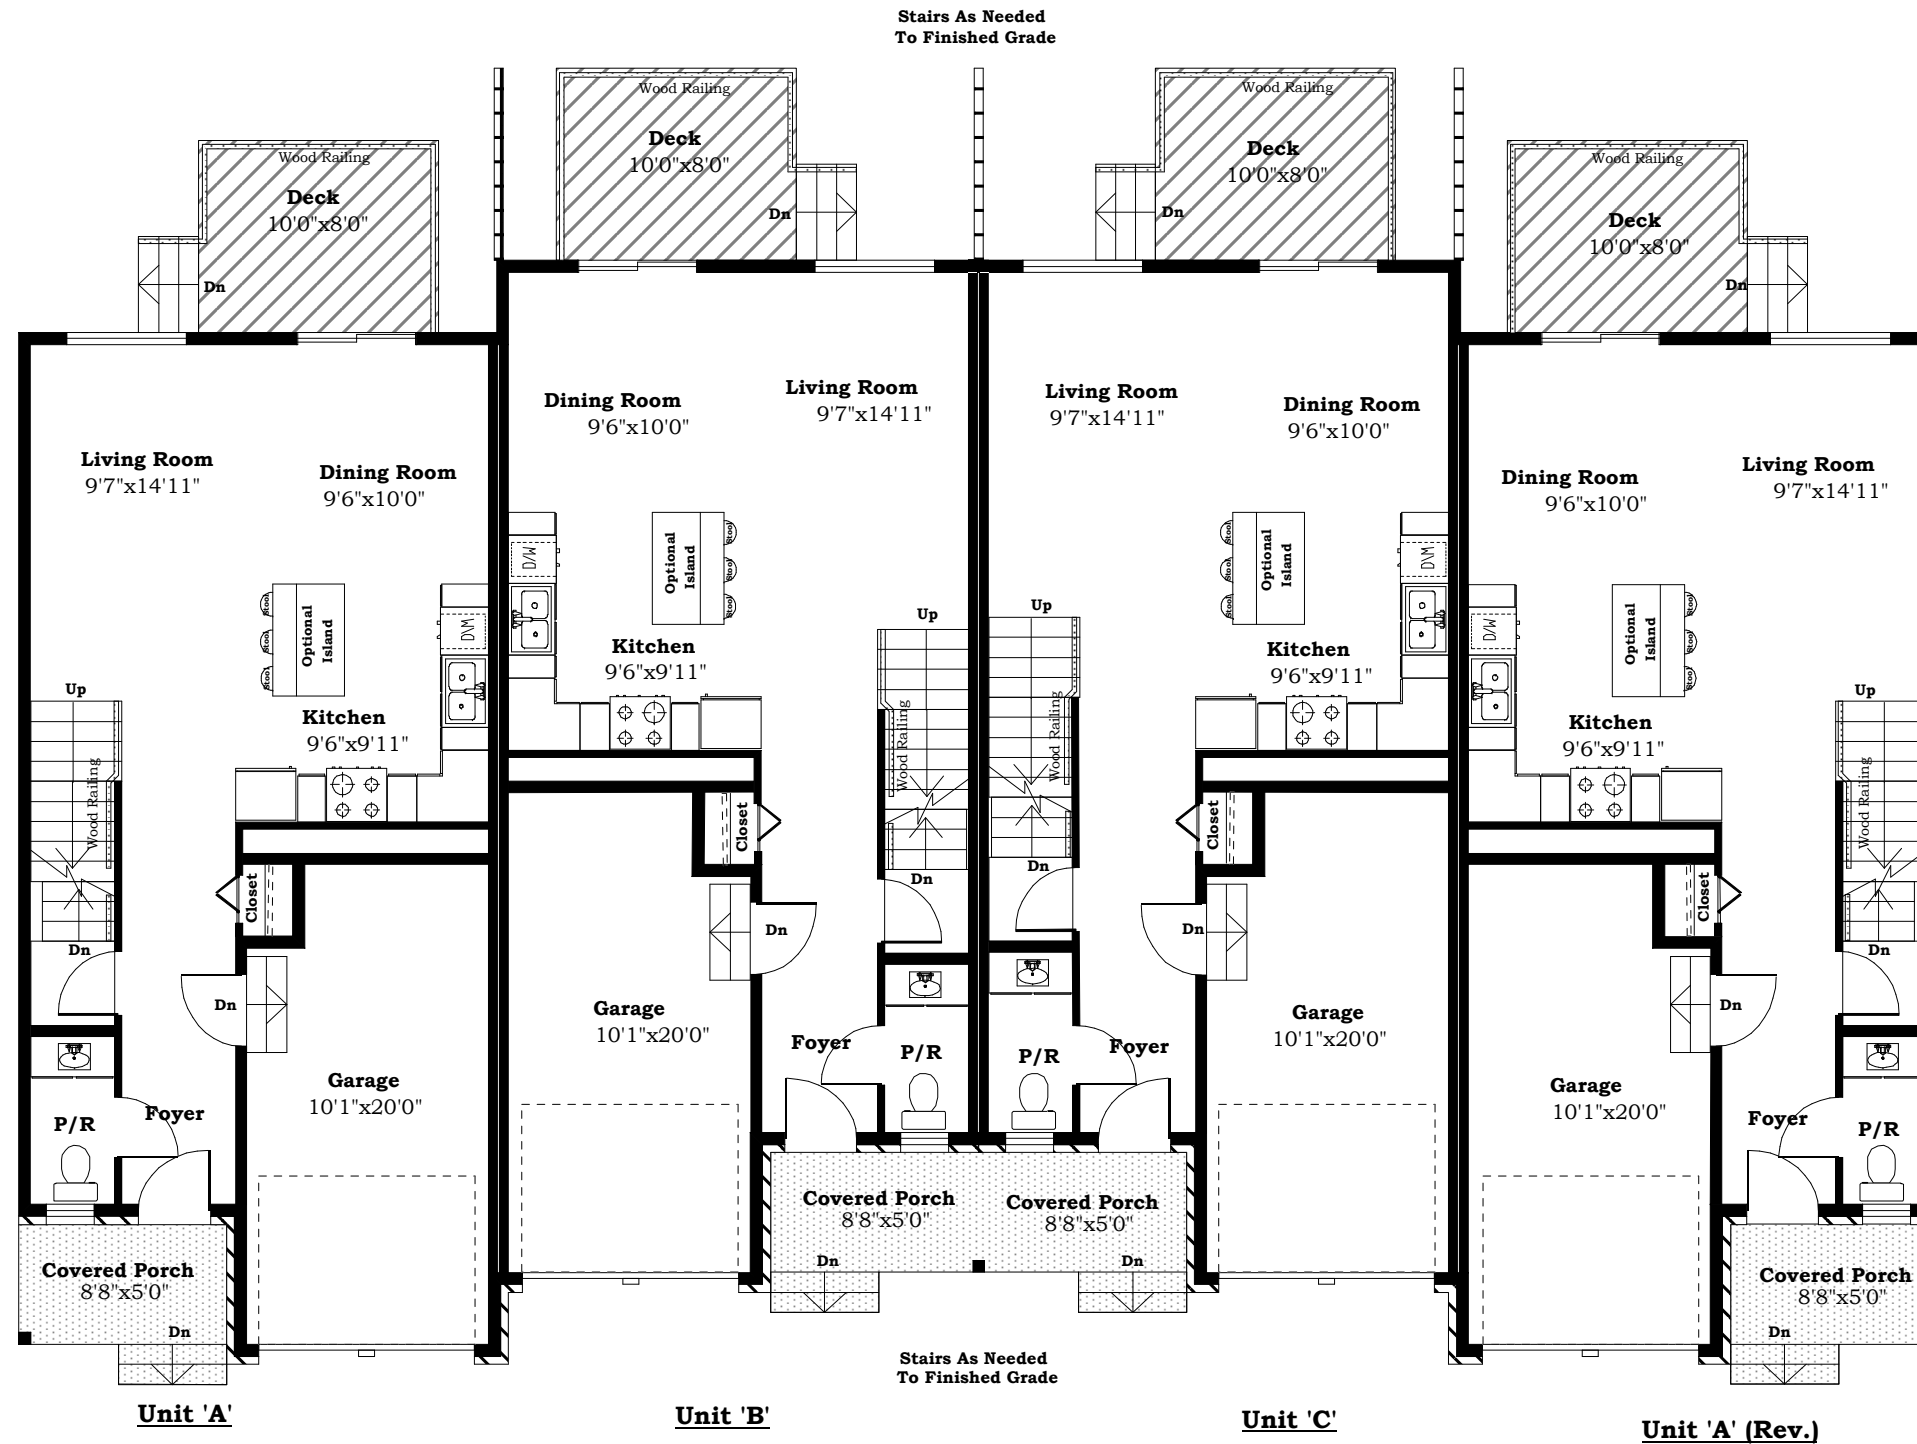 Stairs As Needed
To Finished Grade
Wood Railing
Deck
10'0"x8'0"
Dn
Living Room
9'7"x14'11"
Dining Room
9'6"x10'0"
Stool
Stool
Stool
Optional
Island
D\W
Kitchen
9'6"x9'11"
Up
Wood Railing
Dn
Closet
Dn
Garage
10'1"x20'0"
Foyer
P/R
Covered Porch
8'8"x5'0"
Dn
Unit 'A'
Wood Railing
Deck
10'0"x8'0"
Dn
Dining Room
9'6"x10'0"
Living Room
9'7"x14'11"
D/W
Optional
Island
Stool
Stool
Stool
Kitchen
9'6"x9'11"
Up
Wood Railing
Dn
Closet
Dn
Garage
10'1"x20'0"
Foyer
P/R
Covered Porch
8'8"x5'0"
Dn
Unit 'B'
Wood Railing
Deck
10'0"x8'0"
Dn
Living Room
9'7"x14'11"
Dining Room
9'6"x10'0"
Stool
Stool
Stool
Optional
Island
D\W
Kitchen
9'6"x9'11"
Up
Wood Railing
Dn
Closet
Dn
Garage
10'1"x20'0"
Foyer
P/R
Covered Porch
8'8"x5'0"
Dn
Unit 'C'
Wood Railing
Deck
10'0"x8'0"
Dn
Dining Room
9'6"x10'0"
Living Room
9'7"x14'11"
D/W
Optional
Island
Stool
Stool
Stool
Kitchen
9'6"x9'11"
Up
Wood Railing
Dn
Closet
Dn
Garage
10'1"x20'0"
Foyer
P/R
Covered Porch
8'8"x5'0"
Dn
Unit 'A' (Rev.)
Stairs As Needed
To Finished Grade